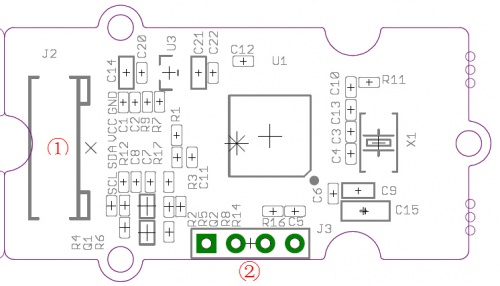 J2
C14
C20
U3
C21
C22
C12
U1
C10
R11
C13
C3
C4
X1
GND
VCC
SDA
SCL
C1
C2
R9
R7
R1
①
R12
C8
C7
R17
R3
C11
C6
C9
C15
R4
Q1
R6
R2
R5
Q2
R8
R14
R16
C5
J3
②